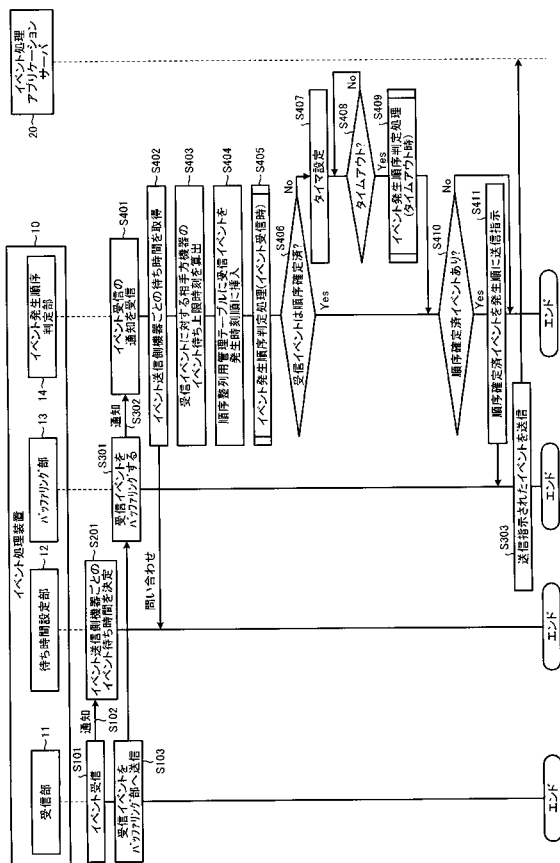 イベント処理装置
10
受信部
11
待ち時間設定部
12
バッファリング部
13
イベント発生順序
判定部
14
イベント処理
アプリケーション
サーバ
20
イベント受信
S101
通知
S102
受信イベントを
バッファリング部へ送信
S103
イベント送信側機器ごとの
イベント待ち時間を決定
S201
受信イベントを
バッファリングする
S301
通知
S302
イベント受信の
通知を受信
S401
イベント送信側機器ごとの待ち時間を取得
S402
問い合わせ
受信イベントに対する相手方機器の
イベント待ち上限時刻を算出
S403
順序整列用管理テーブルに受信イベントを
発生時刻順に挿入
S404
イベント発生順序判定処理(イベント受信時)
S405
受信イベントは順序確定済?
S406
No
Yes
タイマ設定
S407
タイムアウト?
S408
No
Yes
イベント発生順序判定処理
(タイムアウト時)
S409
順序確定済イベントあり?
S410
No
Yes
順序確定済イベントを発生順に送信指示
S411
送信指示されたイベントを送信
S303
エンド
エンド
エンド
エンド